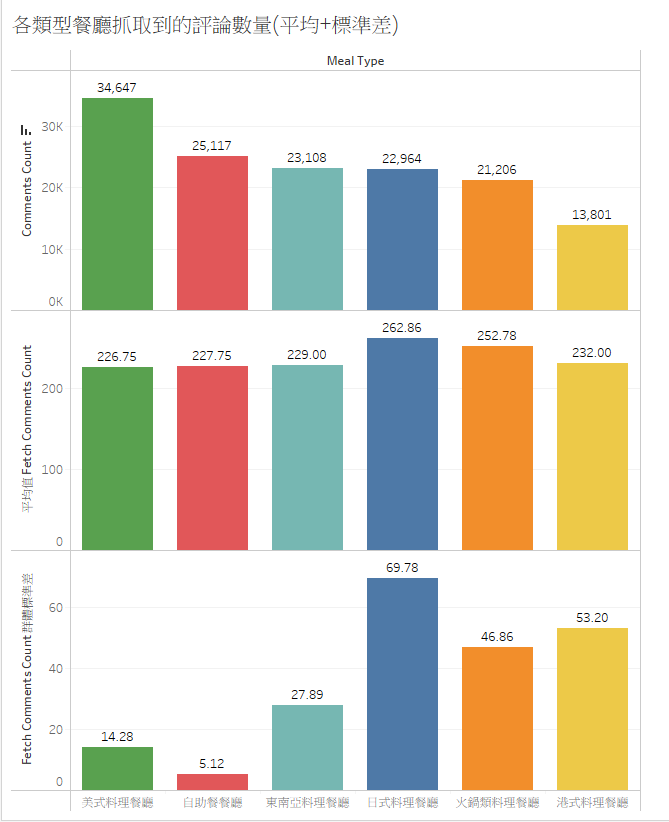 各類型餐廳抓取到的評論數量(平均+標準差)
Meal Type
Comments Count
30K
20K
10K
0K
34,647
25,117
23,108
22,964
21,206
13,801
平均值 Fetch Comments Count
200
100
0
226.75
227.75
229.00
262.86
252.78
232.00
Fetch Comments Count 群體標準差
60
40
20
0
14.28
5.12
27.89
69.78
46.86
53.20
美式料理餐廳
自助餐餐廳
東南亞料理餐廳
日式料理餐廳
火鍋類料理餐廳
港式料理餐廳